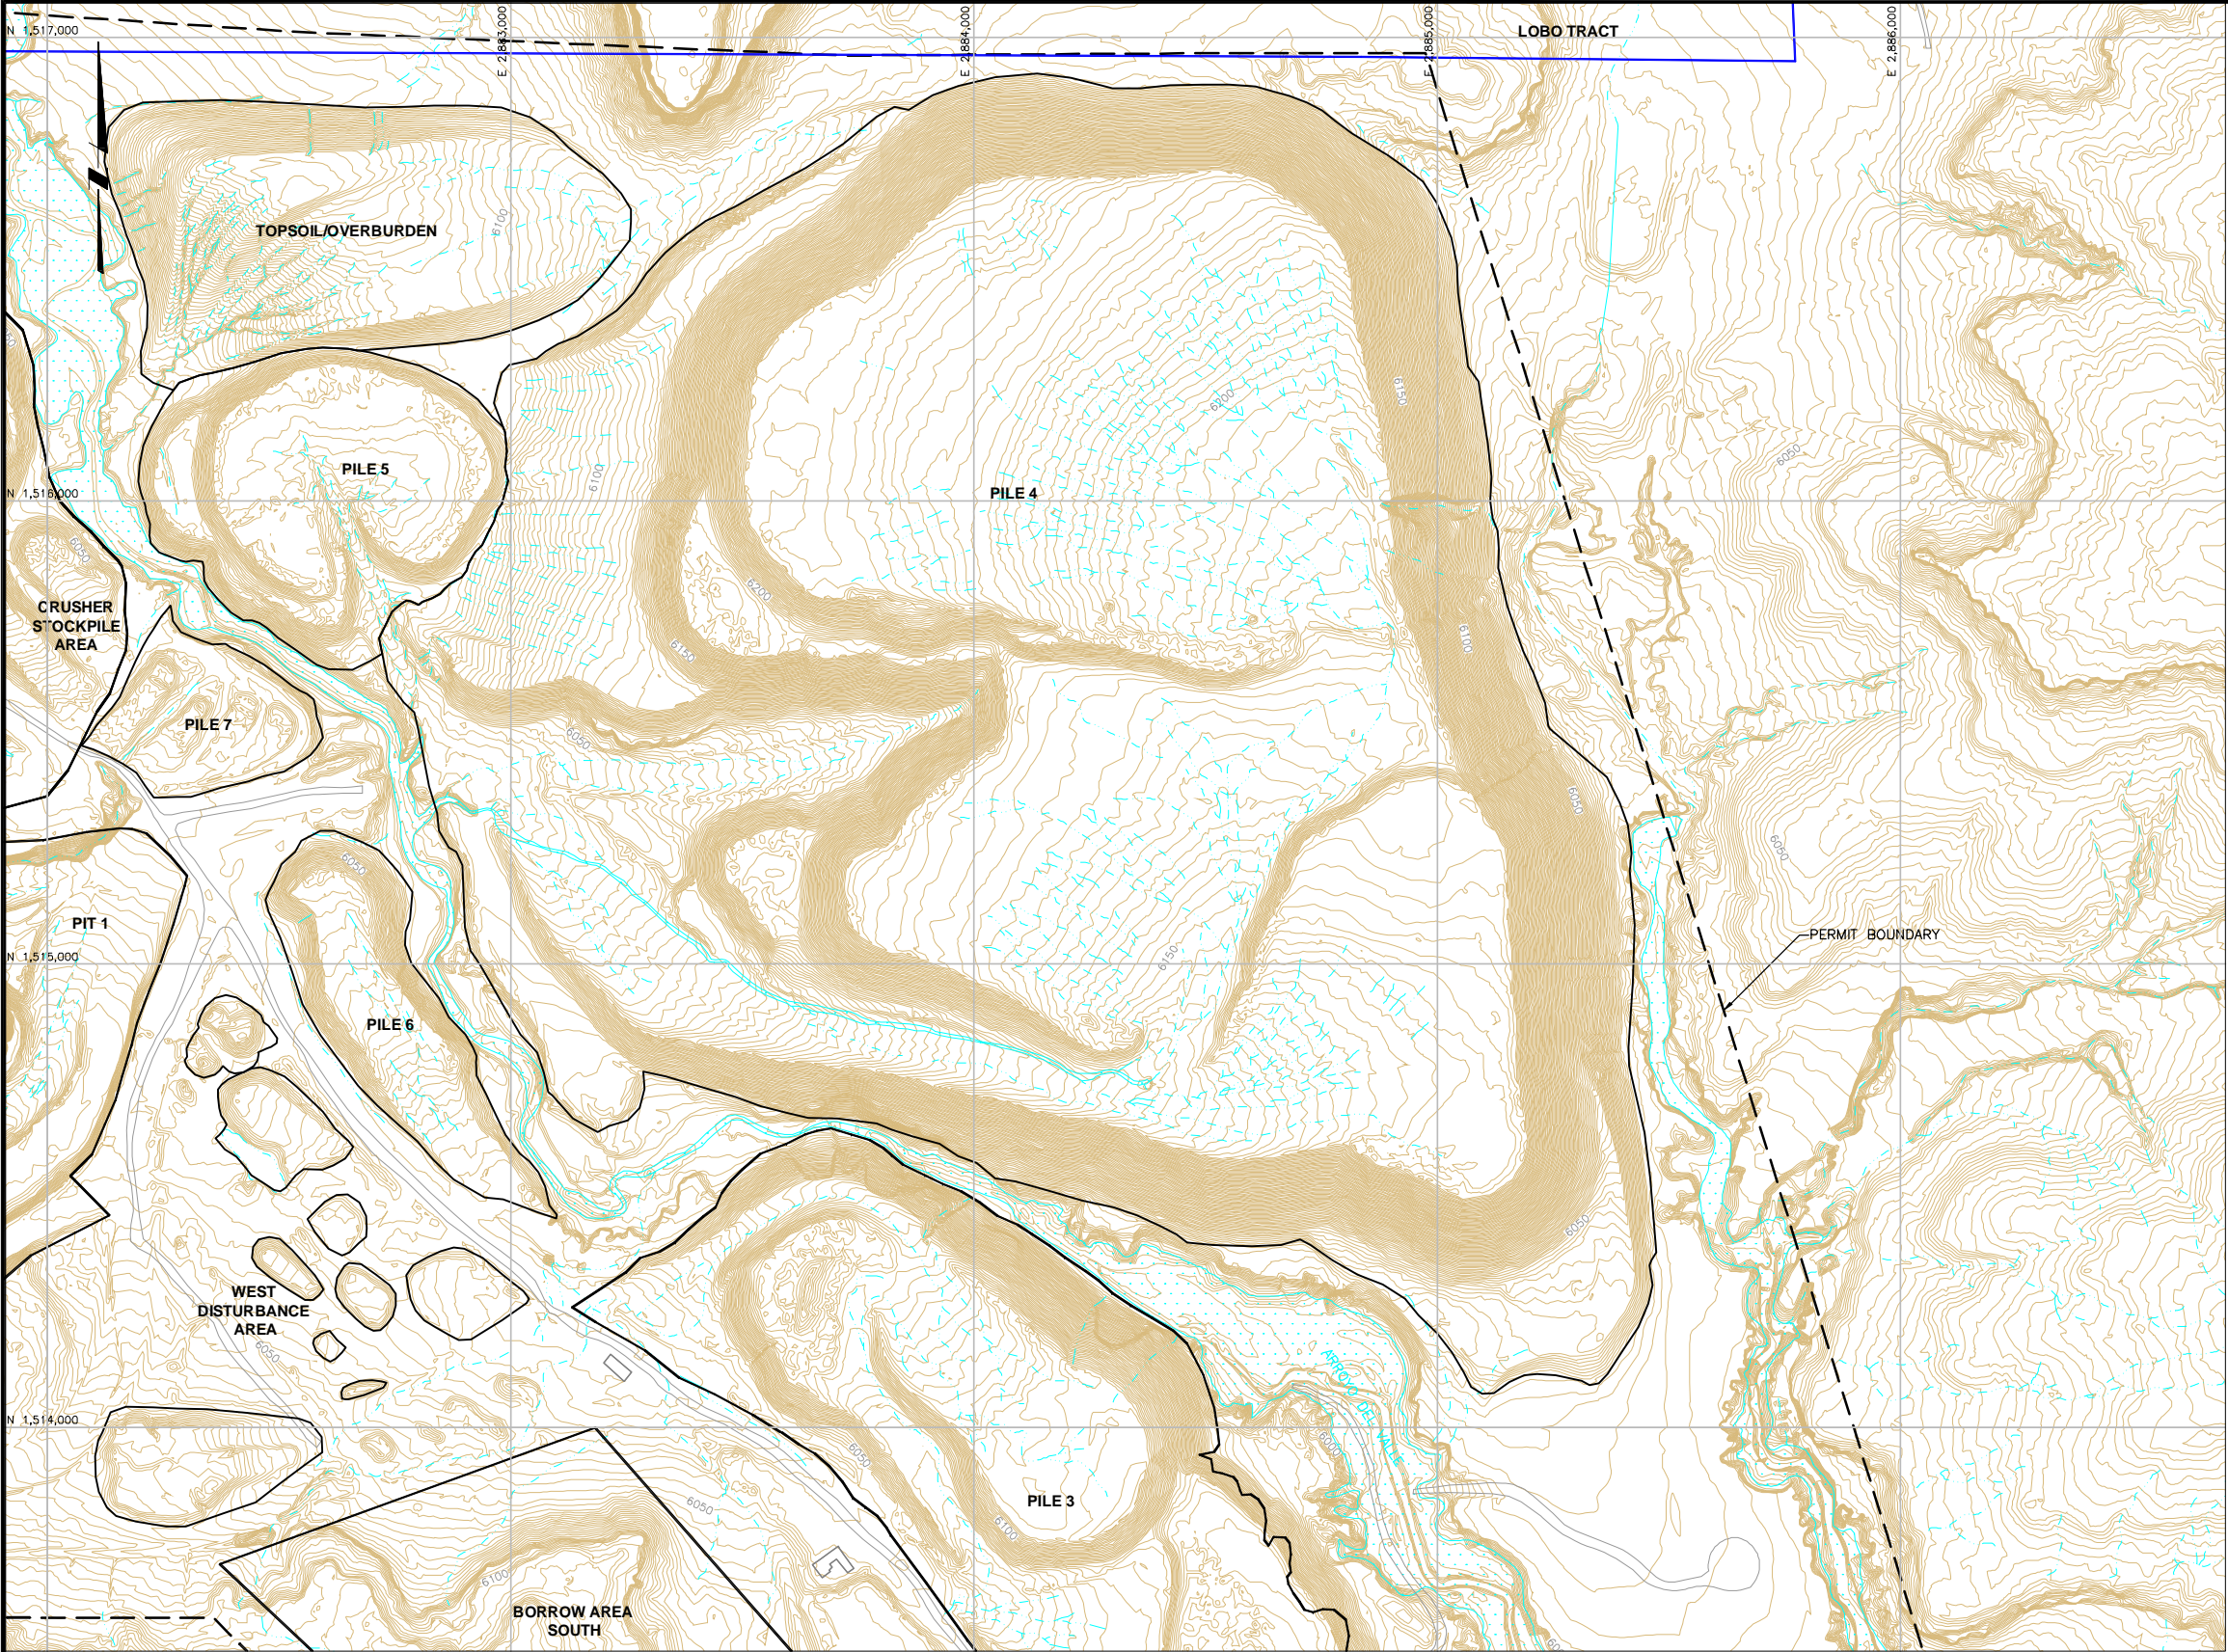 N 1,517,000
E 2,883,000
E 2,884,000
E 2,885,000
LOBO TRACT
E 2,886,000
TOPSOIL/OVERBURDEN
6100
6150
6200
PILE 5
6100
PILE 4
6050
N 1,516,000
6050
6200
CRUSHER
STOCKPILE
AREA
6150
6100
PILE 7
6050
6050
6050
6050
PIT 1
PERMIT BOUNDARY
N 1,515,000
6150
PILE 6
6050
WEST
DISTURBANCE
AREA
6050
ARROYO DEL VALLE
N 1,514,000
6050
6000
PILE 3
6050
6100
6100
BORROW AREA
SOUTH